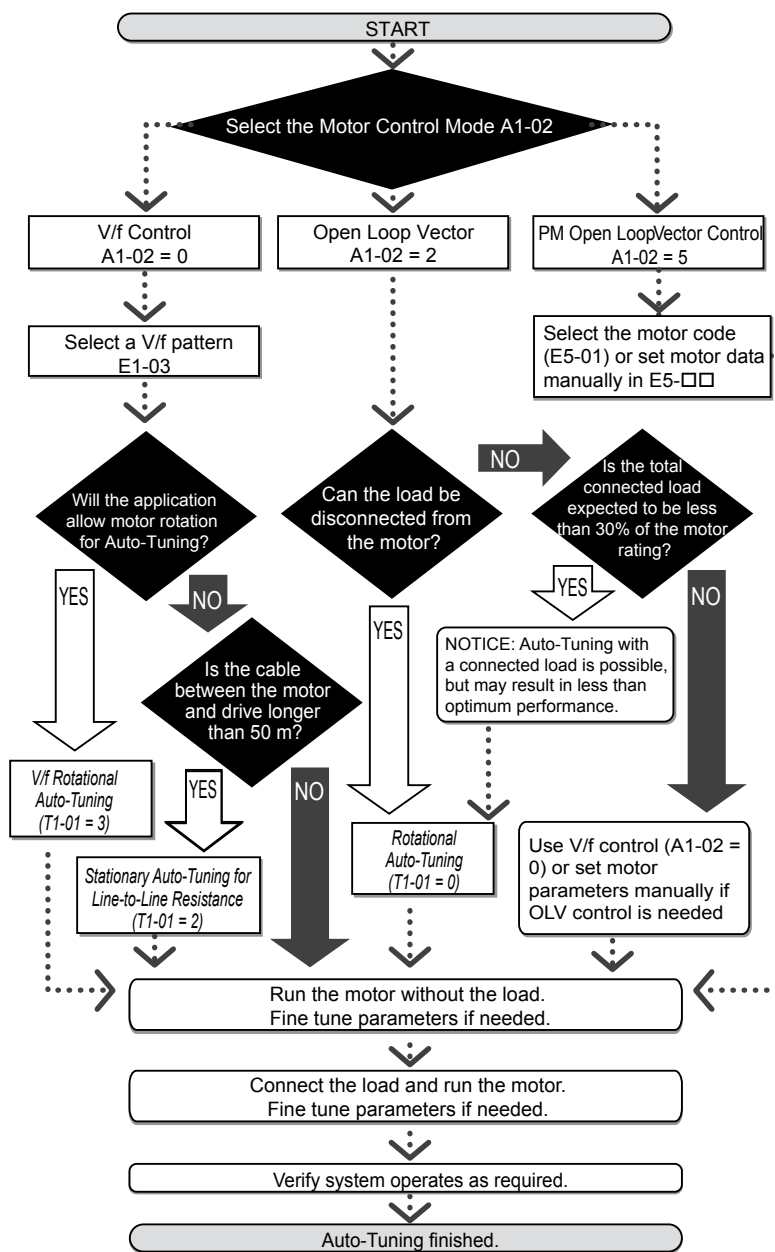 START
Select the Motor Control Mode A1-02
V/f Control
A1-02 = 0
Open Loop Vector
A1-02 = 2
PM Open LoopVector Control
A1-02 = 5
Select a V/f pattern
E1-03
Select the motor code
(E5-01) or set motor data
manually in E5-□□
Will the application
allow motor rotation
for Auto-Tuning?
Can the load be
disconnected from
the motor?
NO
Is the total
connected load
expected to be less
than 30% of the motor
rating?
YES
NO
Is the cable
between the motor
and drive longer
than 50 m?
YES
YES
NO
NOTICE: Auto-Tuning with
a connected load is possible,
but may result in less than
optimum performance.
V/f Rotational
Auto-Tuning
(T1-01 = 3)
YES
NO
Stationary Auto-Tuning for
Line-to-Line Resistance
(T1-01 = 2)
Rotational
Auto-Tuning
(T1-01 = 0)
Use V/f control (A1-02 =
0) or set motor
parameters manually if
OLV control is needed
Run the motor without the load.
Fine tune parameters if needed.
Connect the load and run the motor.
Fine tune parameters if needed.
Verify system operates as required.
Auto-Tuning finished.